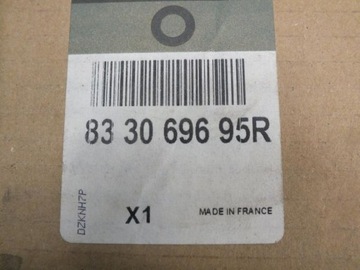 83 30 696 95R
DZKNH7P
X1
MADE IN FRANCE